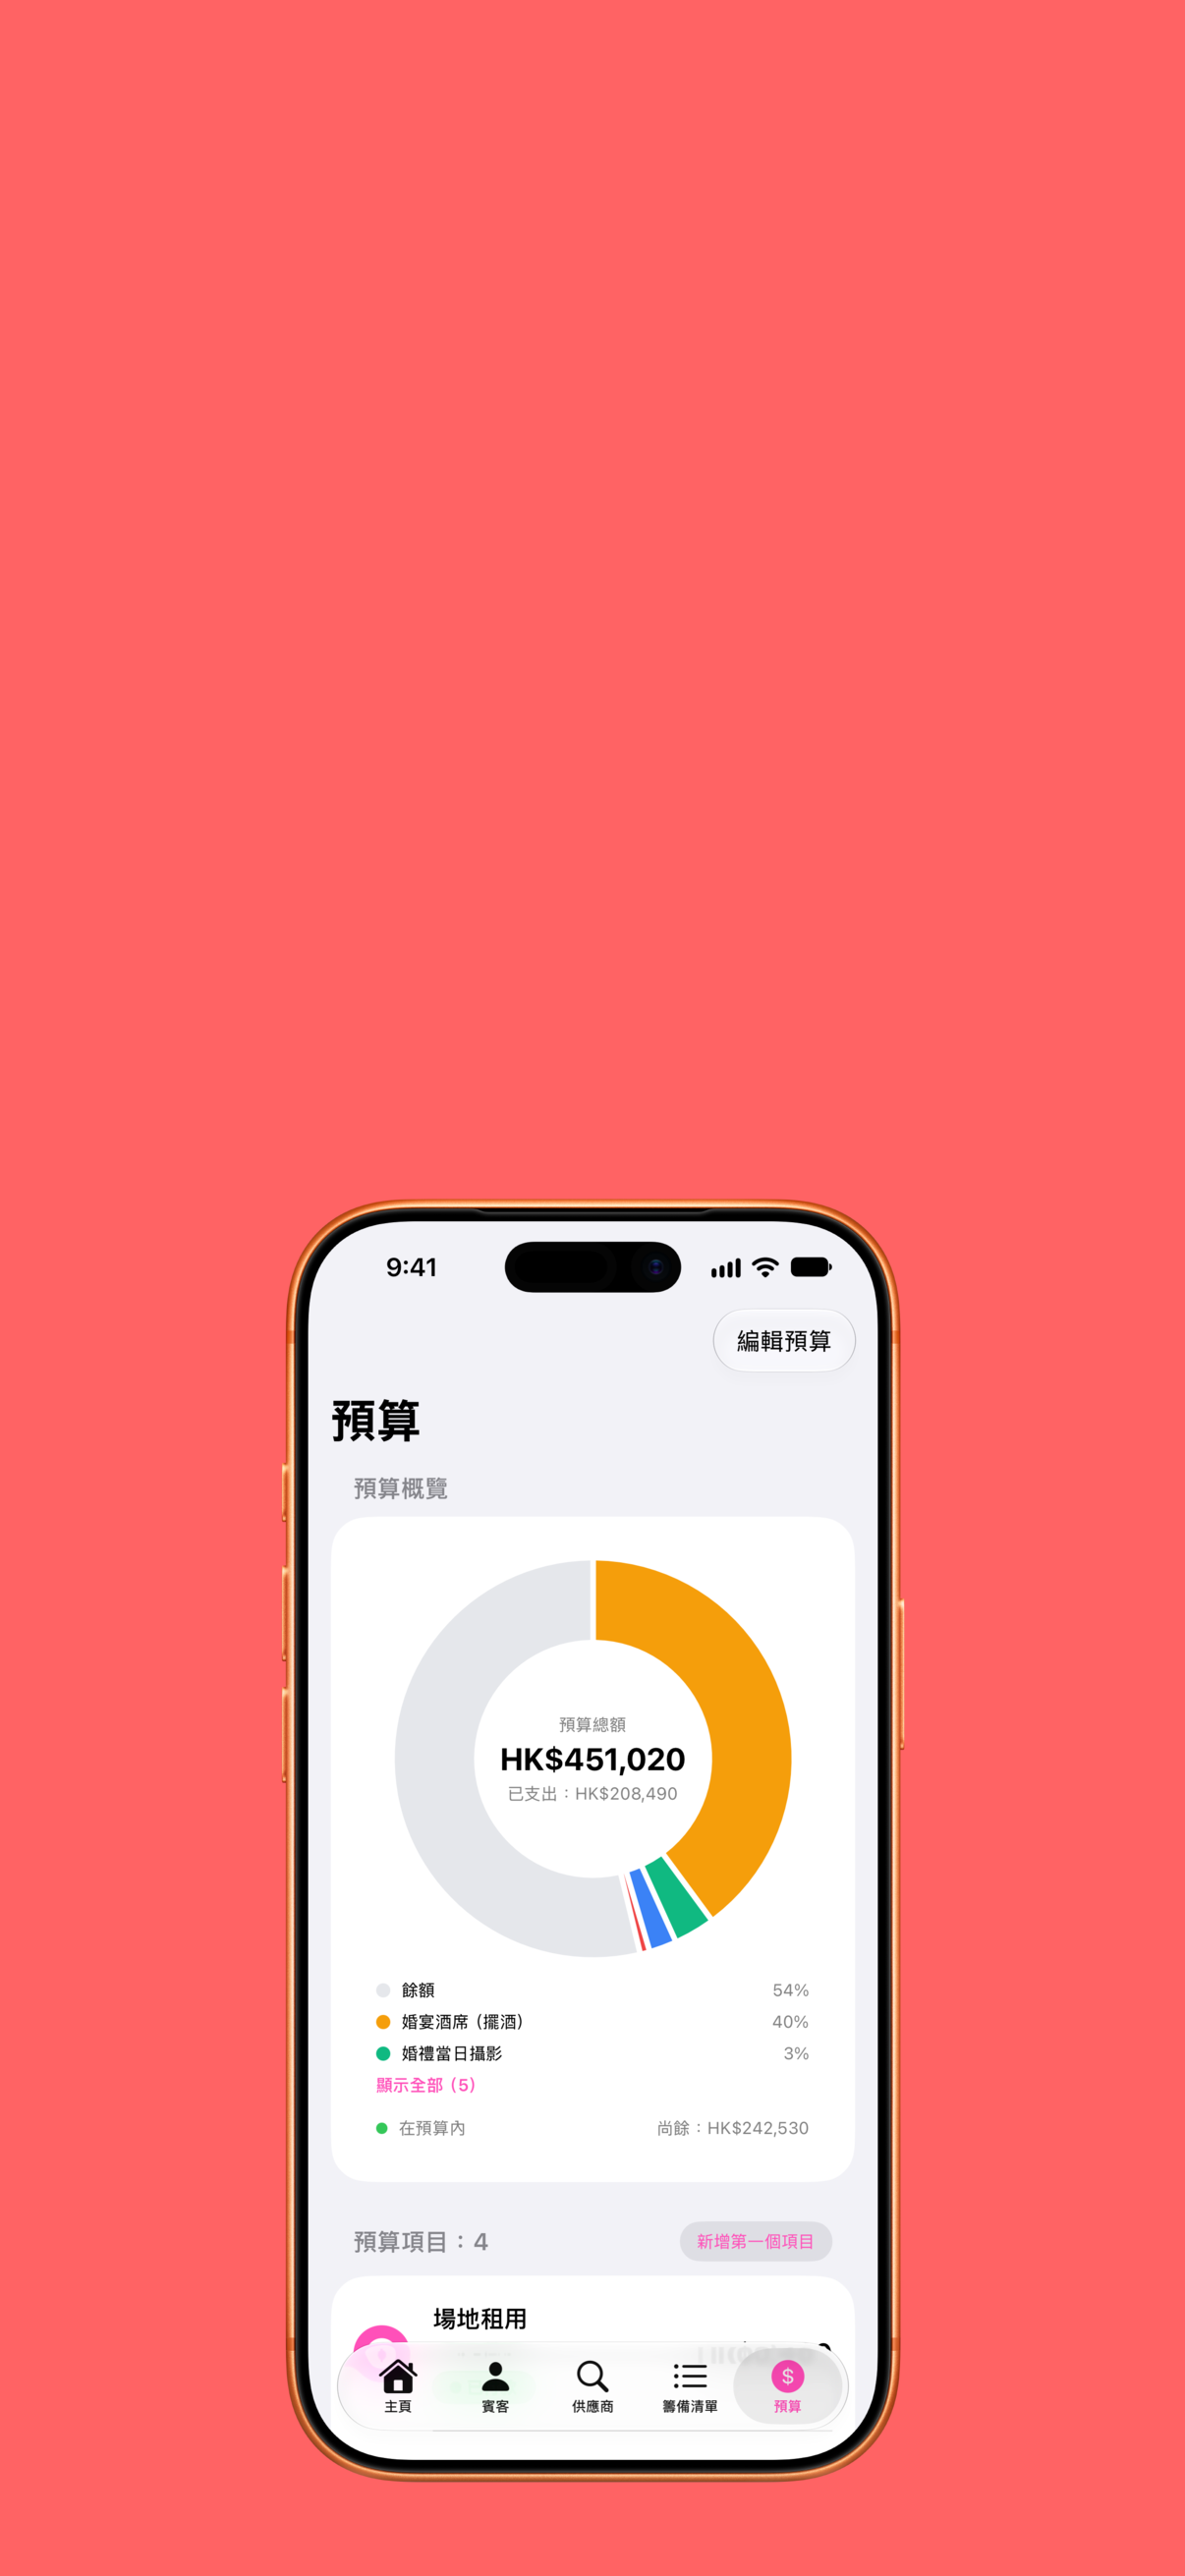 9:41
編輯預算
預算
預算概覽
預算總額
HK$451,020
已支出：HK$208,490
餘額 54%
婚宴酒席（擺酒） 40%
婚禮當日攝影 3%
顯示全部（5）
在預算內 尚餘：HK$242,530
預算項目：4 新增第一個項目
場地租用
主頁 賓客 供應商 籌備清單 預算